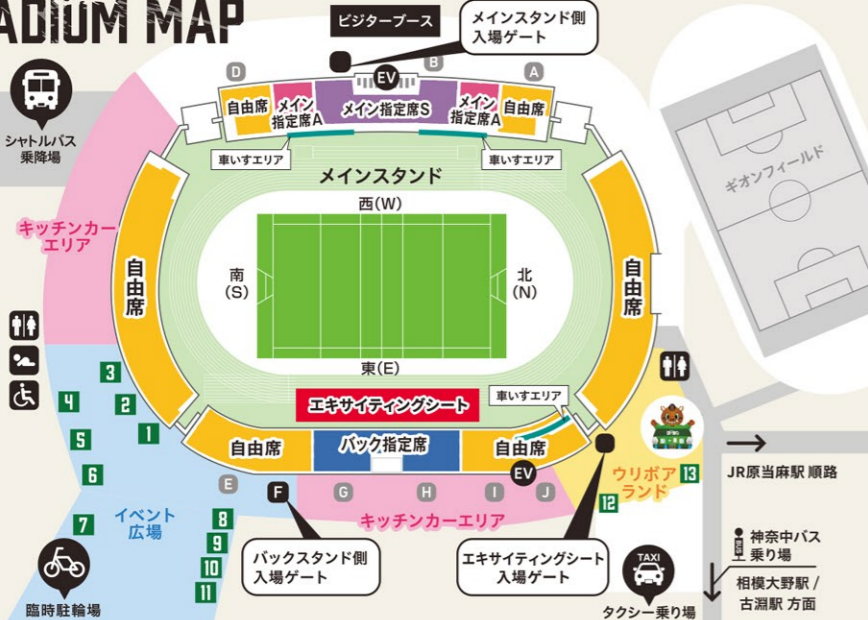 ADIUM MAP
ビジターブース
メインスタンド側
入場ゲート
シャトルバス
乗降場
D
EV
B
A
自由席
メイン
指定席A
メイン指定席S
メイン
指定席A
自由席
車いすエリア
車いすエリア
メインスタンド
西(W)
ギオンフィールド
キッチンカー
エリア
自由席
南
(S)
北
(N)
自由席
東(E)
エキサイティングシート
車いすエリア
3
4
2
1
5
6
7
自由席
バック指定席
自由席
EV
E
F
G
H
I
J
キッチンカーエリア
ウリボア
ランド
13
12
JR原当麻駅 順路
イベント
広場
8
9
10
11
バックスタンド側
入場ゲート
エキサイティングシート
入場ゲート
TAXI
神奈中バス
乗り場
相模大野駅 /
古淵駅 方面
臨時駐輪場
タクシー乗り場